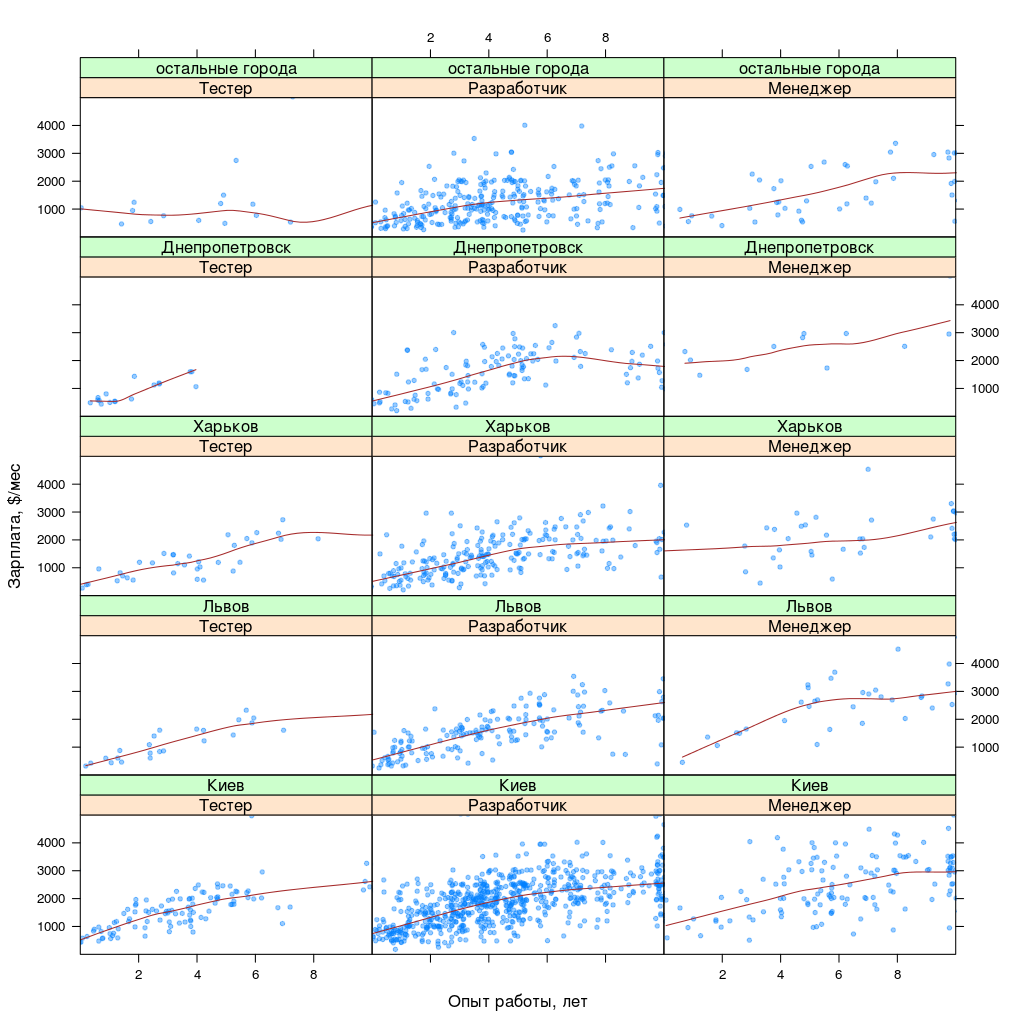 2 4 6 8
остальные города остальные города остальные города
Тестер Разработчик Менеджер
4000
3000
2000
1000
Днепропетровск Днепропетровск Днепропетровск
Тестер Разработчик Менеджер
4000
3000
2000
1000
Харьков Харьков Харьков
Тестер Разработчик Менеджер
4000
3000
2000
1000
Львов Львов Львов
Тестер Разработчик Менеджер
4000
3000
2000
1000
Киев Киев Киев
Тестер Разработчик Менеджер
4000
3000
2000
1000
2 4 6 8 2 4 6 8
Опыт работы, лет
Зарплата, $/мес